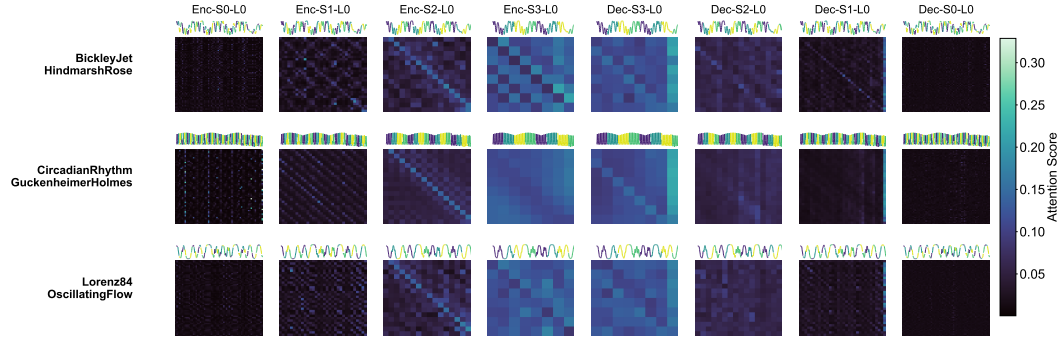 Enc-S0-L0 Enc-S1-L0 Enc-S2-L0 Enc-S3-L0 Dec-S3-L0 Dec-S2-L0 Dec-S1-L0 Dec-S0-L0
BickleyJet
HindmarshRose
CircadianRhythm
GuckenheimerHolmes
Lorenz84
OscillatingFlow
0.30
0.25
0.20
0.15
0.10
0.05
Attention Score